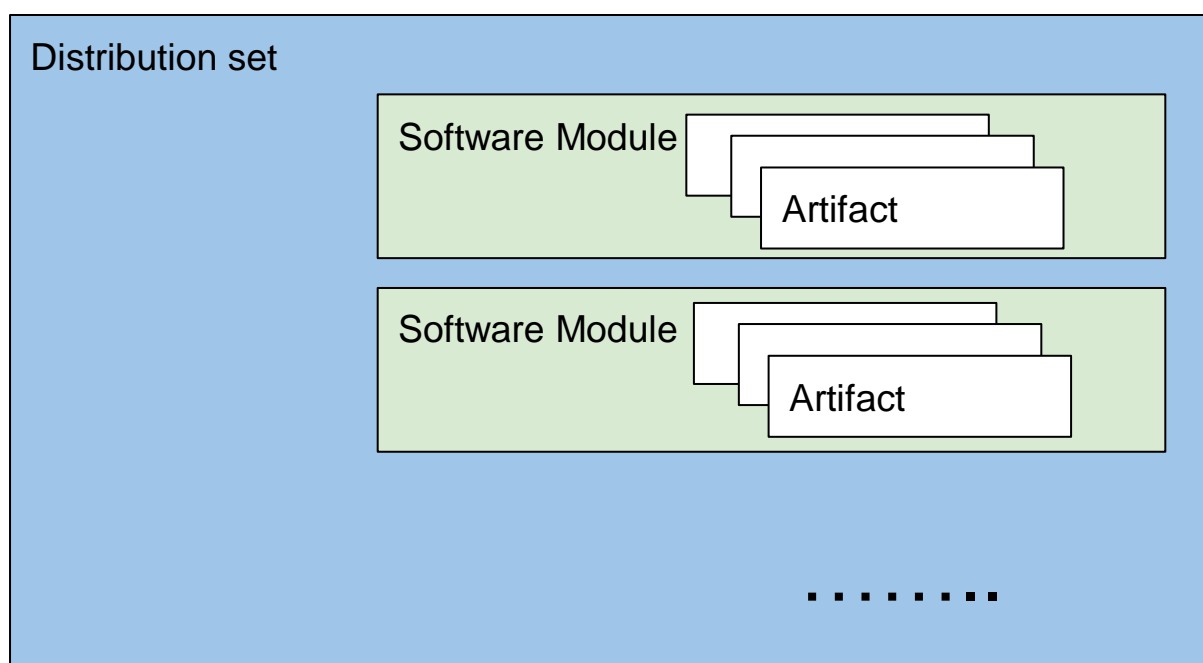 Distribution set
Software Module
Artifact
Software Module
Artifact
........